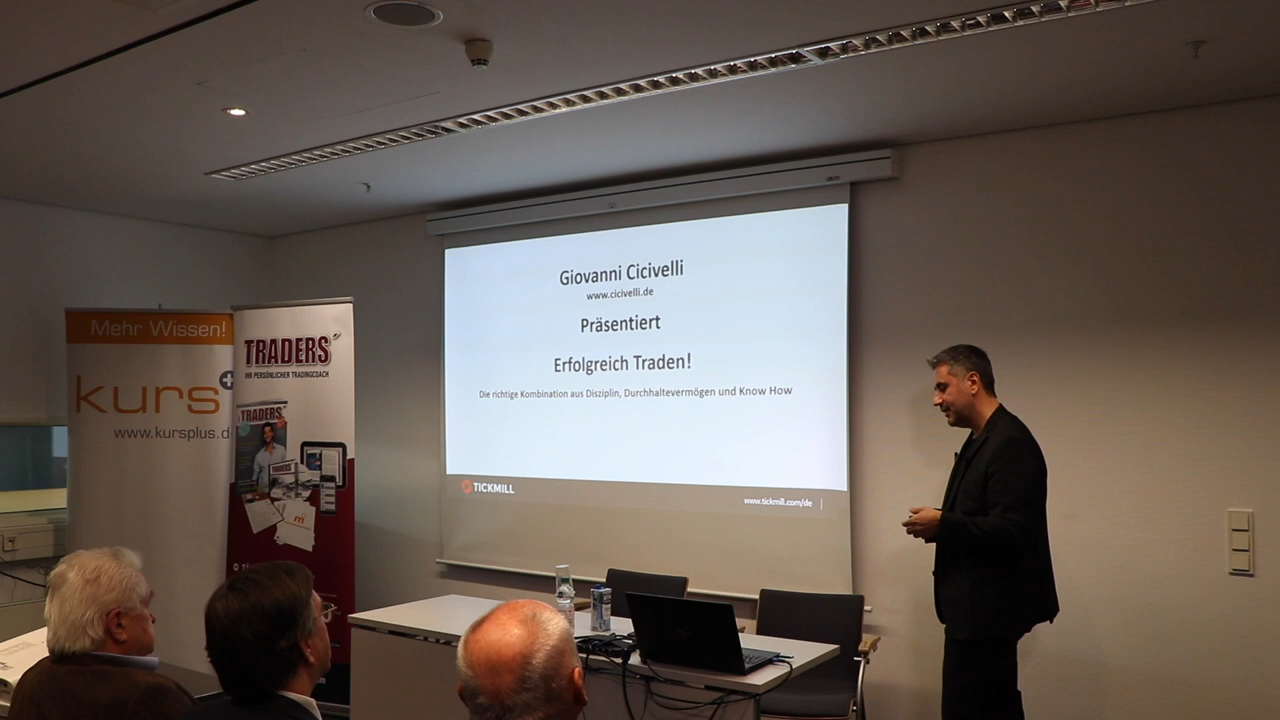 Mehr Wissen!
kurs+
www.kursplus.d
TRADERS'
IHR PERSÖNLICHER TRADINGCOACH
TRADERS'
Giovanni Cicivelli
www.cicivelli.de
Präsentiert
Erfolgreich Traden!
Die richtige Kombination aus Disziplin, Durchhaltevermögen und Know How
TICKMILL
www.tickmill.com/de